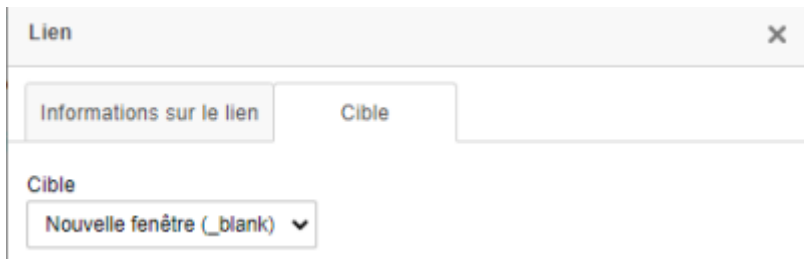 Lien
Informations sur le lien
Cible
Cible
Nouvelle fenêtre (_blank)